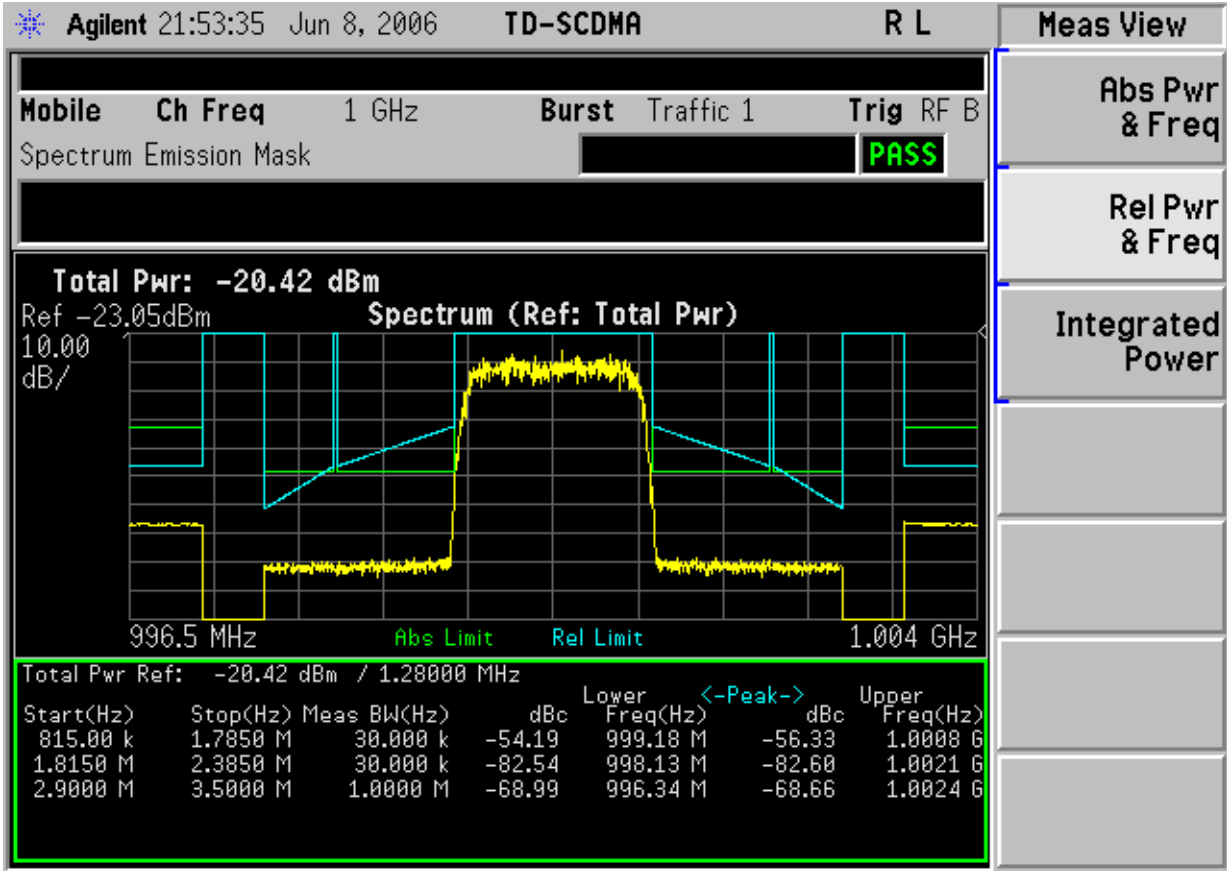 Agilent 21:53:35 Jun 8, 2006 TD-SCDMA R L
Meas View
Mobile Ch Freq 1 GHz Burst Traffic 1 Trig RF B
Spectrum Emission Mask PASS
Abs Pwr
& Freq
Rel Pwr
& Freq
Integrated
Power
Total Pwr: -20.42 dBm
Ref -23.05dBm Spectrum (Ref: Total Pwr)
10.00
dB/
996.5 MHz Abs Limit Rel Limit 1.004 GHz
Total Pwr Ref: -20.42 dBm / 1.28000 MHz
Lower <-Peak-> Upper
Start(Hz) Stop(Hz) Meas BW(Hz) dBc Freq(Hz) dBc Freq(Hz)
815.00 k 1.7850 M 30.000 k -54.19 999.18 M -56.33 1.0008 G
1.8150 M 2.3850 M 30.000 k -82.54 998.13 M -82.60 1.0021 G
2.9000 M 3.5000 M 1.0000 M -68.99 996.34 M -68.66 1.0024 G